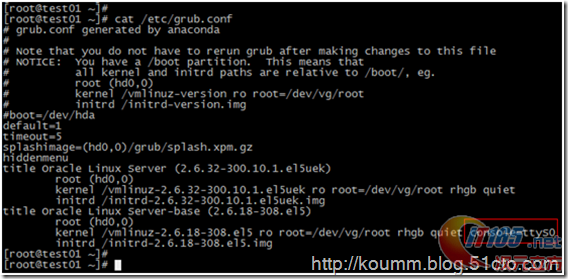 [root@test01 ~]#
[root@test01 ~]# cat /etc/grub.conf
# grub.conf generated by anaconda
#
# Note that you do not have to rerun grub after making changes to this file
# NOTICE:  You have a /boot partition.  This means that
#          all kernel and initrd paths are relative to /boot/, eg.
#          root (hd0,0)
#          kernel /vmlinuz-version ro root=/dev/vg/root
#          initrd /initrd-version.img
#boot=/dev/hda
default=1
timeout=5
splashimage=(hd0,0)/grub/splash.xpm.gz
hiddenmenu
title Oracle Linux Server (2.6.32-300.10.1.el5uek)
        root (hd0,0)
        kernel /vmlinuz-2.6.32-300.10.1.el5uek ro root=/dev/vg/root rhgb quiet
        initrd /initrd-2.6.32-300.10.1.el5uek.img
title Oracle Linux Server-base (2.6.18-308.el5)
        root (hd0,0)
        kernel /vmlinuz-2.6.18-308.el5 ro root=/dev/vg/root rhgb quiet console=ttyS0
        initrd /initrd-2.6.18-308.el5.img
[root@test01 ~]#
[root@test01 ~]#
http://koumm.blog.51cto.com